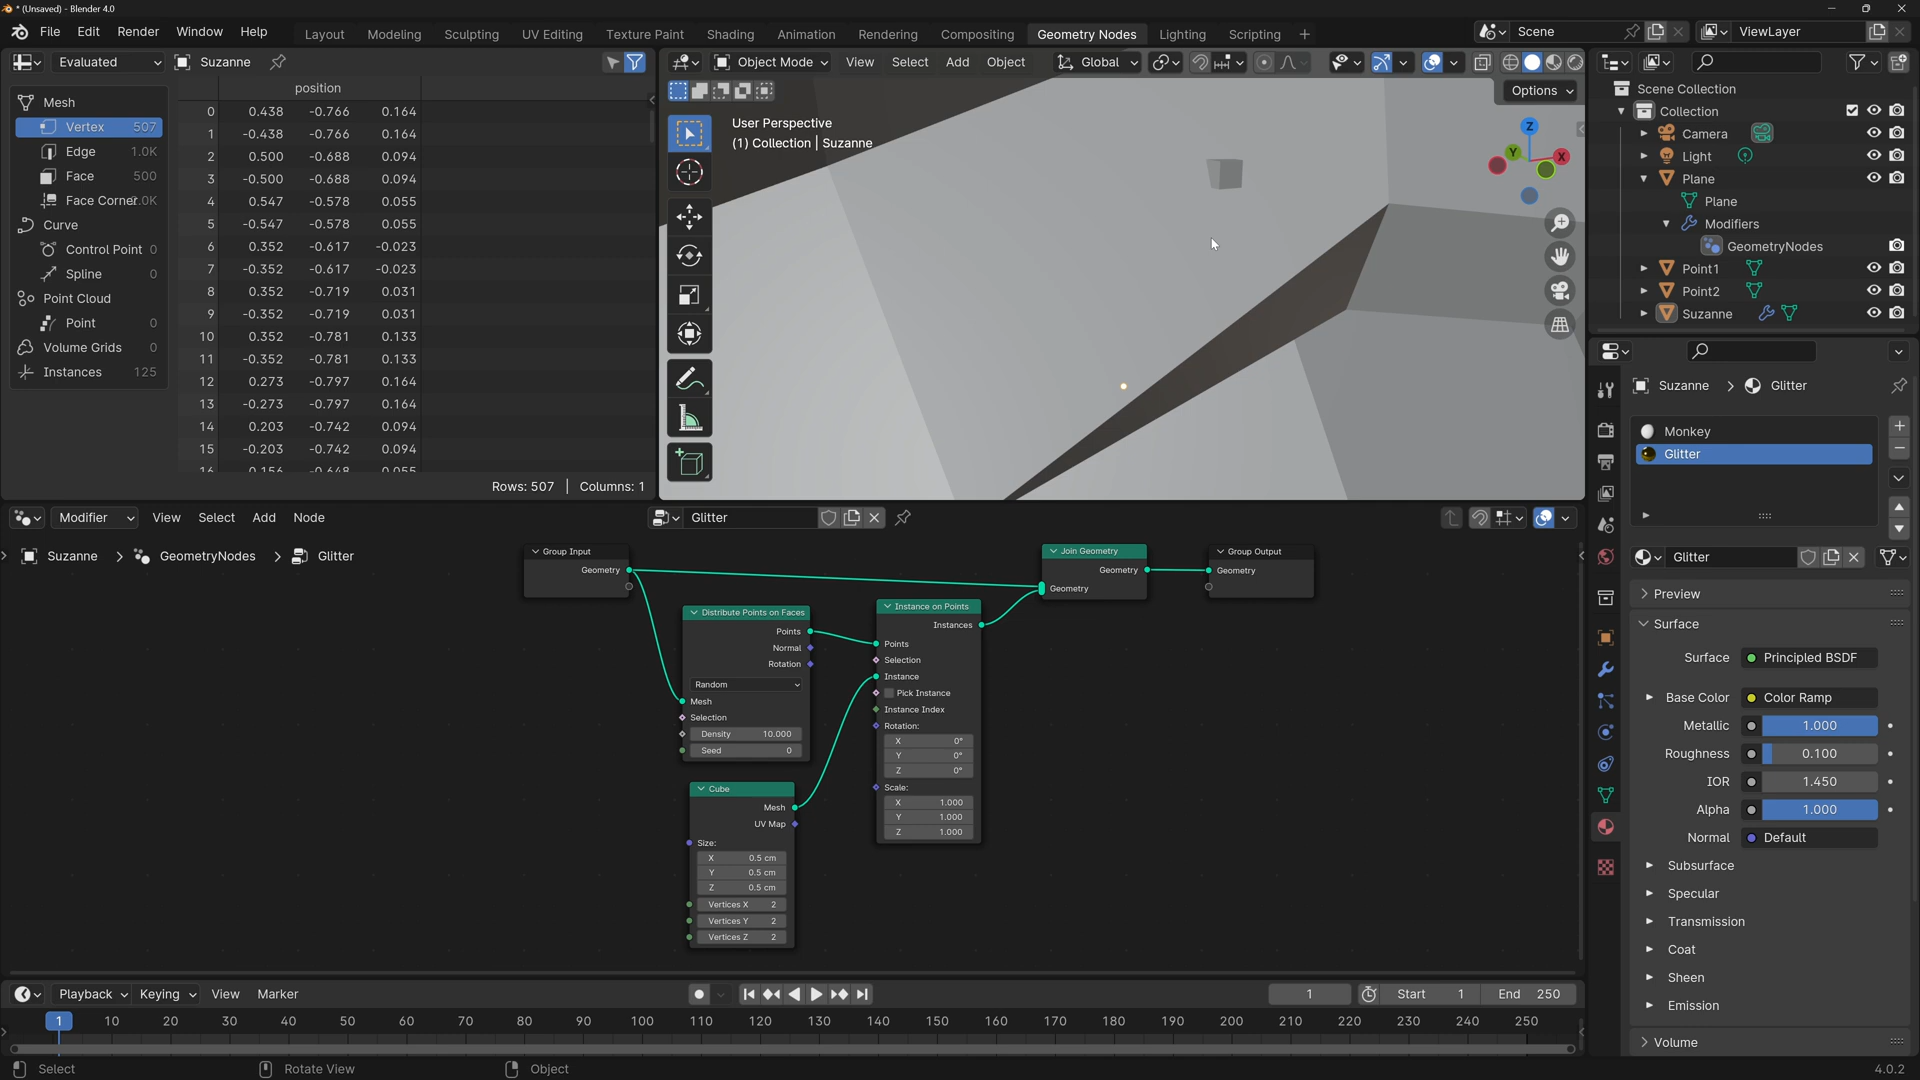 * (Unsaved) - Blender 4.0
File Edit Render Window Help
Layout Modeling Sculpting UV Editing Texture Paint Shading Animation Rendering Compositing Geometry Nodes Lighting Scripting +
Scene
ViewLayer
Evaluated
Suzanne
Mesh
Vertex 507
Edge 1.0K
Face 500
Face Corner
Curve
Control Point 0
Spline 0
Point Cloud
Point 0
Volume Grids 0
Instances 125
position
0 0.438 -0.766 0.164
1 -0.438 -0.766 0.164
2 0.500 -0.688 0.094
3 -0.500 -0.688 0.094
4 0.547 -0.578 0.055
5 -0.547 -0.578 0.055
6 0.352 -0.617 -0.023
7 -0.352 -0.617 -0.023
8 0.352 -0.719 0.031
9 -0.352 -0.719 0.031
10 0.352 -0.781 0.133
11 -0.352 -0.781 0.133
12 0.273 -0.797 0.164
13 -0.273 -0.797 0.164
14 0.203 -0.742 0.094
15 -0.203 -0.742 0.094
16 0.156 -0.648 0.055
Rows: 507 | Columns: 1
Object Mode View Select Add Object Global
Options
User Perspective
(1) Collection | Suzanne
Z
Y
X
Scene Collection
Collection
Camera
Light
Plane
Plane
Modifiers
GeometryNodes
Point1
Point2
Suzanne
Suzanne > Glitter
Monkey
Glitter
Glitter
Preview
Surface
Surface Principled BSDF
Base Color Color Ramp
Metallic 1.000
Roughness 0.100
IOR 1.450
Alpha 1.000
Normal Default
Subsurface
Specular
Transmission
Coat
Sheen
Emission
Volume
Modifier View Select Add Node
Glitter
Suzanne > GeometryNodes > Glitter
Group Input
Geometry
Distribute Points on Faces
Points
Normal
Rotation
Random
Mesh
Selection
Density 10.000
Seed 0
Cube
Mesh
UV Map
Size:
X 0.5 cm
Y 0.5 cm
Z 0.5 cm
Vertices X 2
Vertices Y 2
Vertices Z 2
Instance on Points
Instances
Points
Selection
Instance
Pick Instance
Instance Index
Rotation:
X 0°
Y 0°
Z 0°
Scale:
X 1.000
Y 1.000
Z 1.000
Join Geometry
Geometry
Geometry
Group Output
Geometry
Playback Keying View Marker
1 Start 1 End 250
1 10 20 30 40 50 60 70 80 90 100 110 120 130 140 150 160 170 180 190 200 210 220 230 240 250
Select Rotate View Object
4.0.2